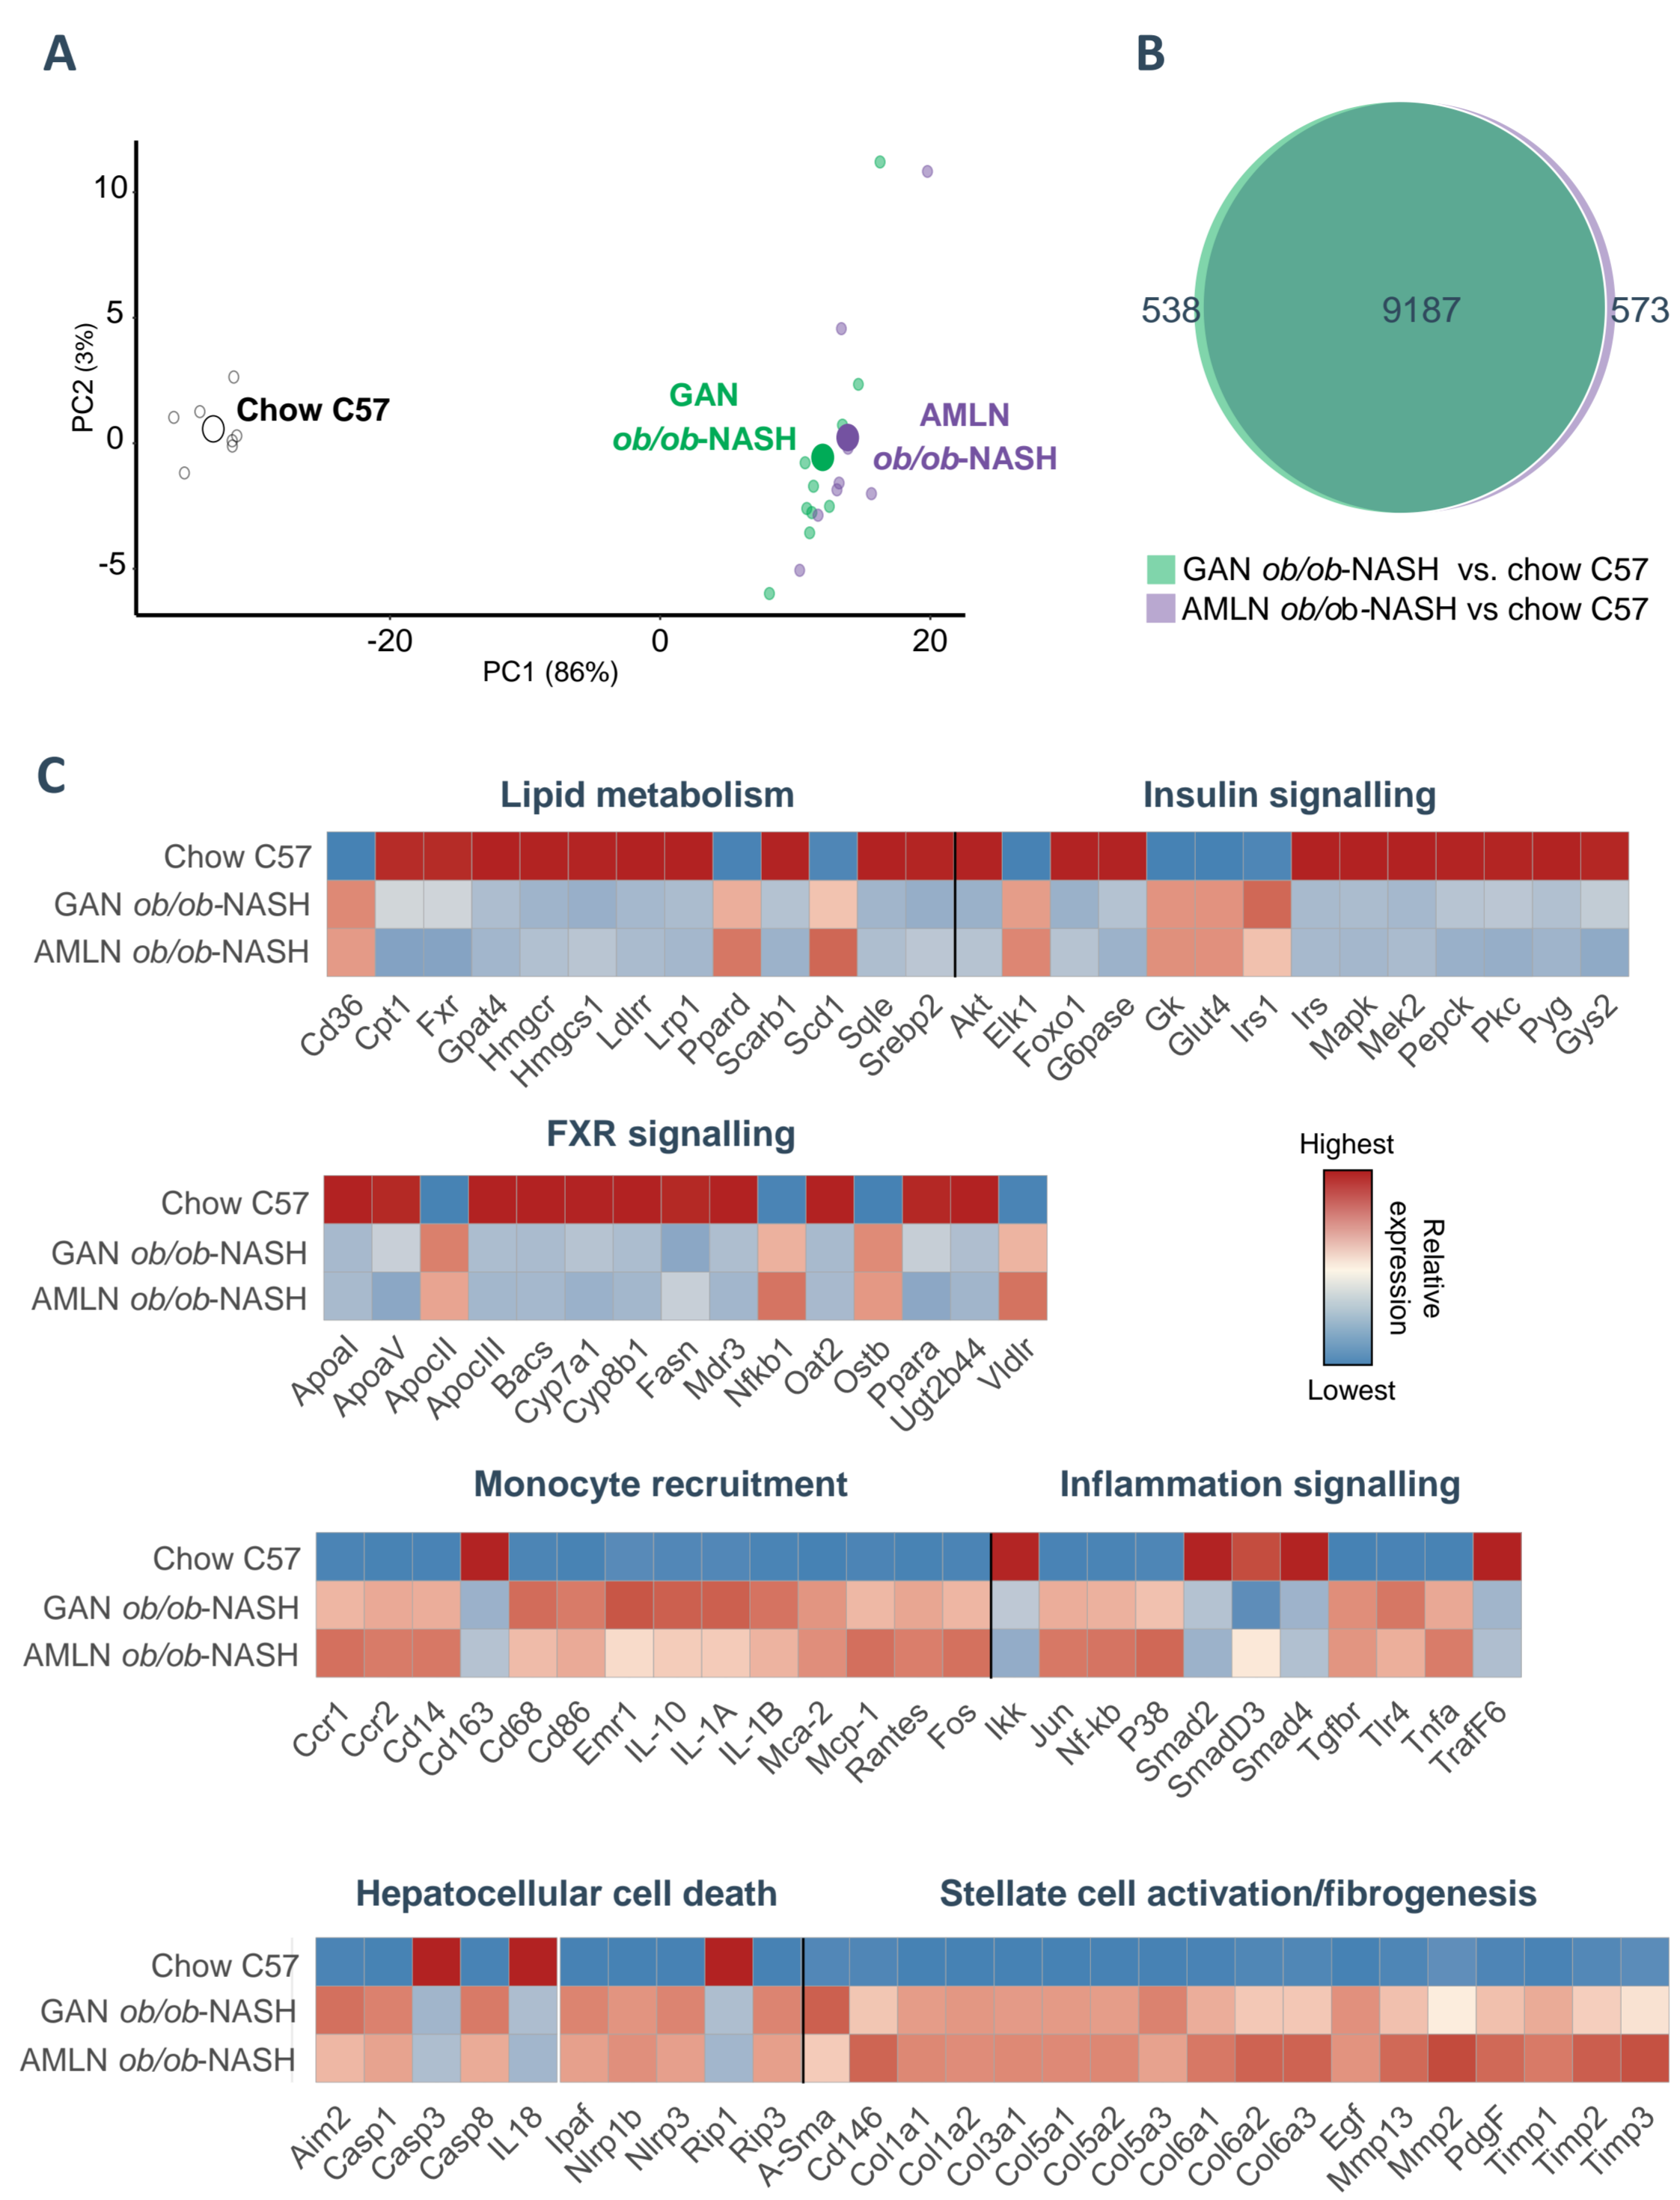 A
B
10
5
0
-5
PC2 (3%)
Chow C57
GAN
ob/ob-NASH
AMLN
ob/ob-NASH
-20
0
20
PC1 (86%)
538
9187
573
GAN ob/ob-NASH vs. chow C57
AMLN ob/ob-NASH vs chow C57
C
Lipid metabolism
Insulin signalling
Chow C57
GAN ob/ob-NASH
AMLN ob/ob-NASH
Cd36 Cpt1 Fxr Gpat4 Hmgcr Hmgcs1 Ldlrr Lrp1 Ppard Scarb1 Scd1 Sqle Srebp2 Akt Elk1 Foxo1 G6pase Gk Glut4 Irs1 Irs Mapk Mek2 Pepck Pkc Pyg Gys2
FXR signalling
Chow C57
GAN ob/ob-NASH
AMLN ob/ob-NASH
ApoaI ApoaV ApocII ApocIII Bacs Cyp7a1 Cyp8b1 Fasn Mdr3 Nfkb1 Oat2 Ostb Ppara Ugt2b44 Vldlr
Highest
Relative
expression
Lowest
Monocyte recruitment
Inflammation signalling
Chow C57
GAN ob/ob-NASH
AMLN ob/ob-NASH
Ccr1 Ccr2 Cd14 Cd163 Cd68 Cd86 Emr1 IL-10 IL-1A IL-1B Mca-2 Mcp-1 Rantes Fos Ikk Jun Nf-kb P38 Smad2 SmadD3 Smad4 Tgfbr Tlr4 Tnfa TrafF6
Hepatocellular cell death
Stellate cell activation/fibrogenesis
Chow C57
GAN ob/ob-NASH
AMLN ob/ob-NASH
Aim2 Casp1 Casp3 Casp8 IL18 Ipaf Nlrp1b Nlrp3 Rip1 Rip3 A-Sma Cd146 Col1a1 Col1a2 Col3a1 Col5a1 Col5a2 Col5a3 Col6a1 Col6a2 Col6a3 Egf Mmp13 Mmp2 PdgF Timp1 Timp2 Timp3